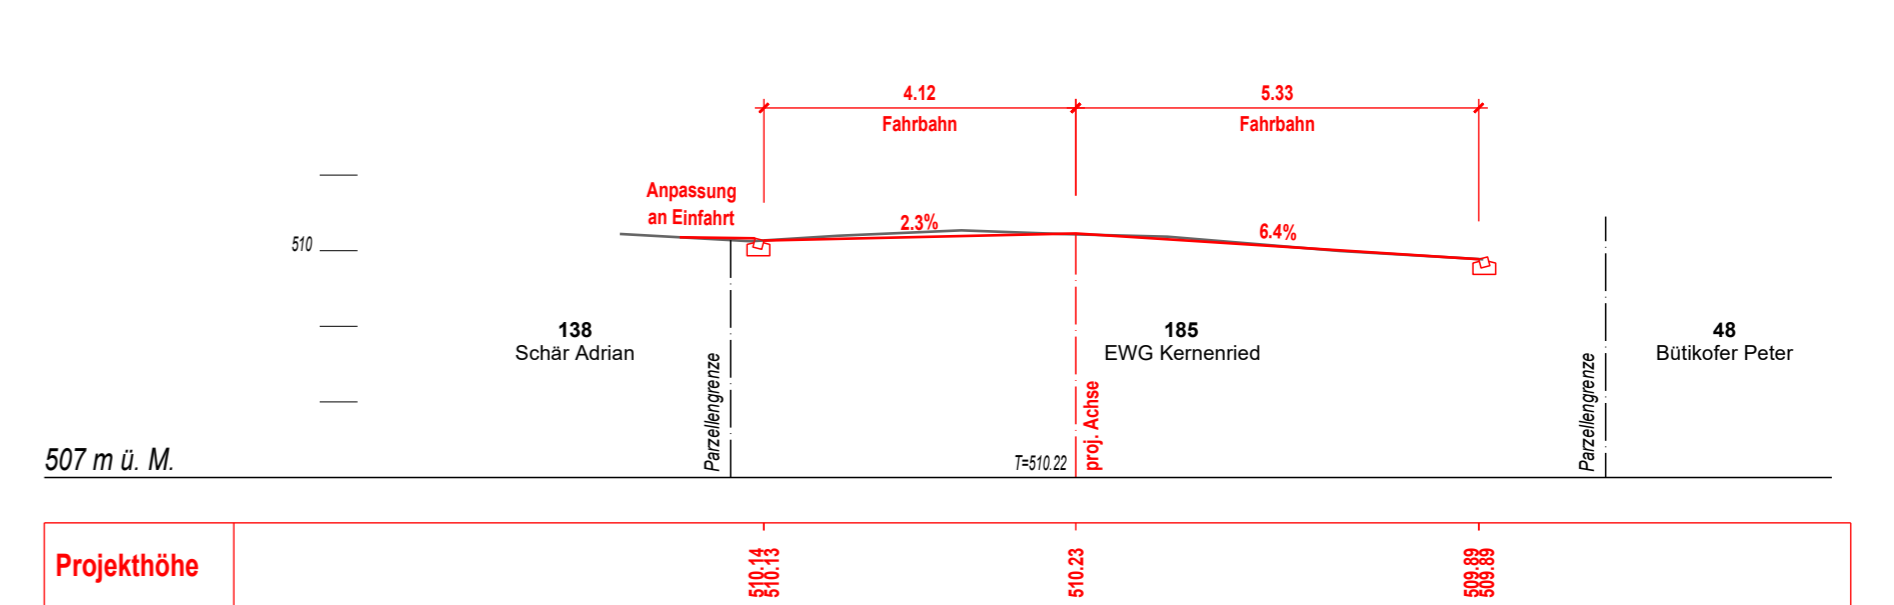 4.12
5.33
Fahrbahn
Fahrbahn
Anpassung
an Einfahrt
2.3%
6.4%
510
138
Schär Adrian
185
EWG Kernenried
48
Bütikofer Peter
Parzellengrenze
proj. Achse
Parzellengrenze
507 m ü. M.
T=510.22
Projekthöhe
510.14
510.13
510.23
509.89
509.89